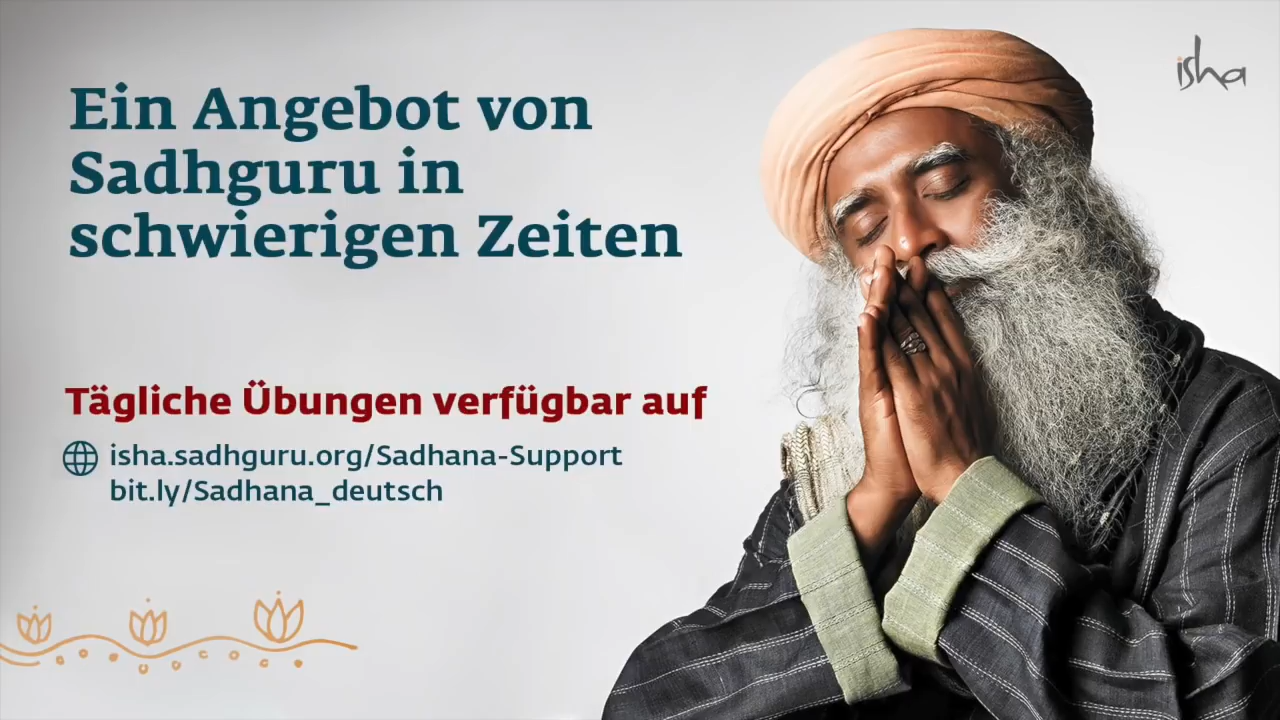 isha
Ein Angebot von
Sadhguru in
schwierigen Zeiten
Tägliche Übungen verfügbar auf
isha.sadhguru.org/Sadhana-Support
bit.ly/Sadhana_deutsch